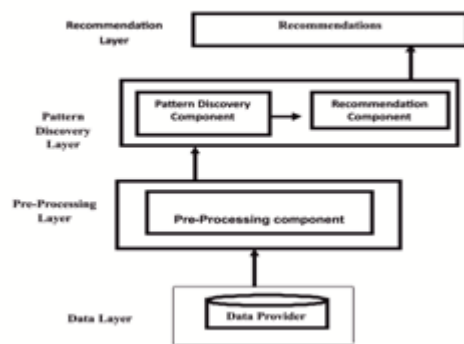 Recommendation
Layer
Recommendations
Pattern
Discovery
Layer
Pattern Discovery
Component
Recommendation
Component
Pre-Processing
Layer
Pre-Processing component
Data Layer
Data Provider